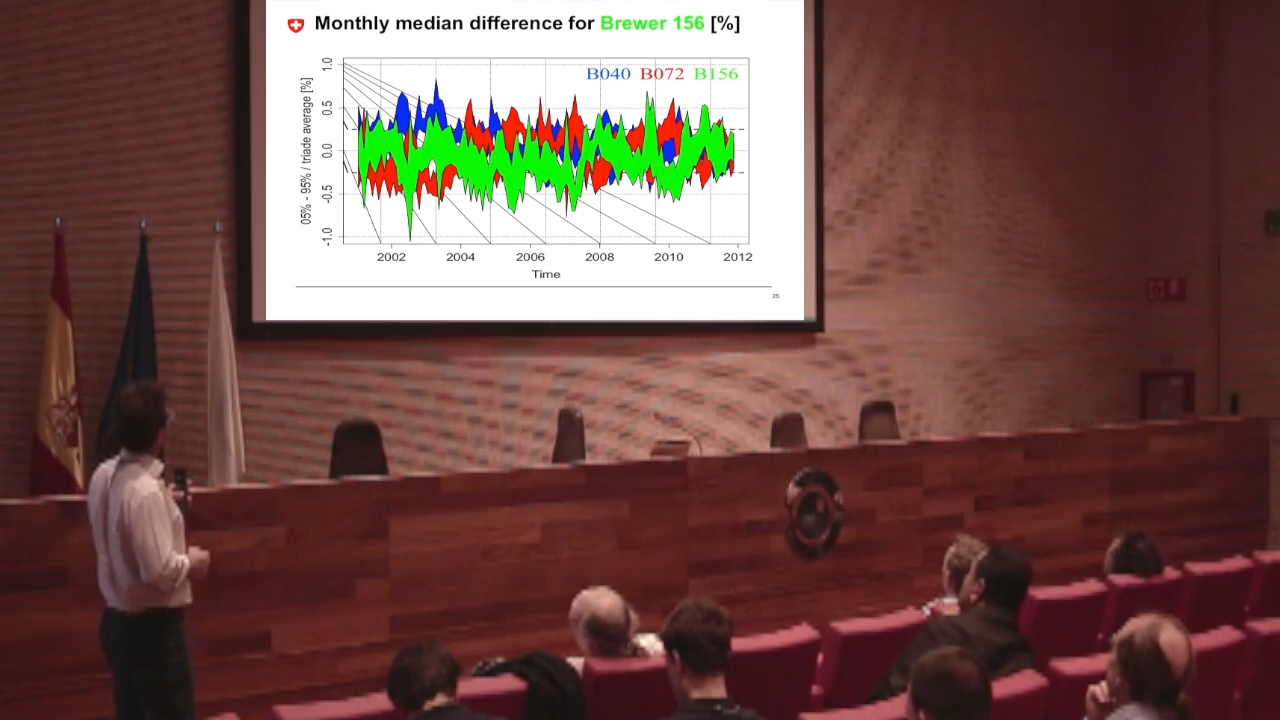 Monthly median difference for Brewer 156 [%]
B040 B072 B156
05% - 95% / triade average [%]
1.0
0.5
0.0
-0.5
-1.0
2002 2004 2006 2008 2010 2012
Time
25